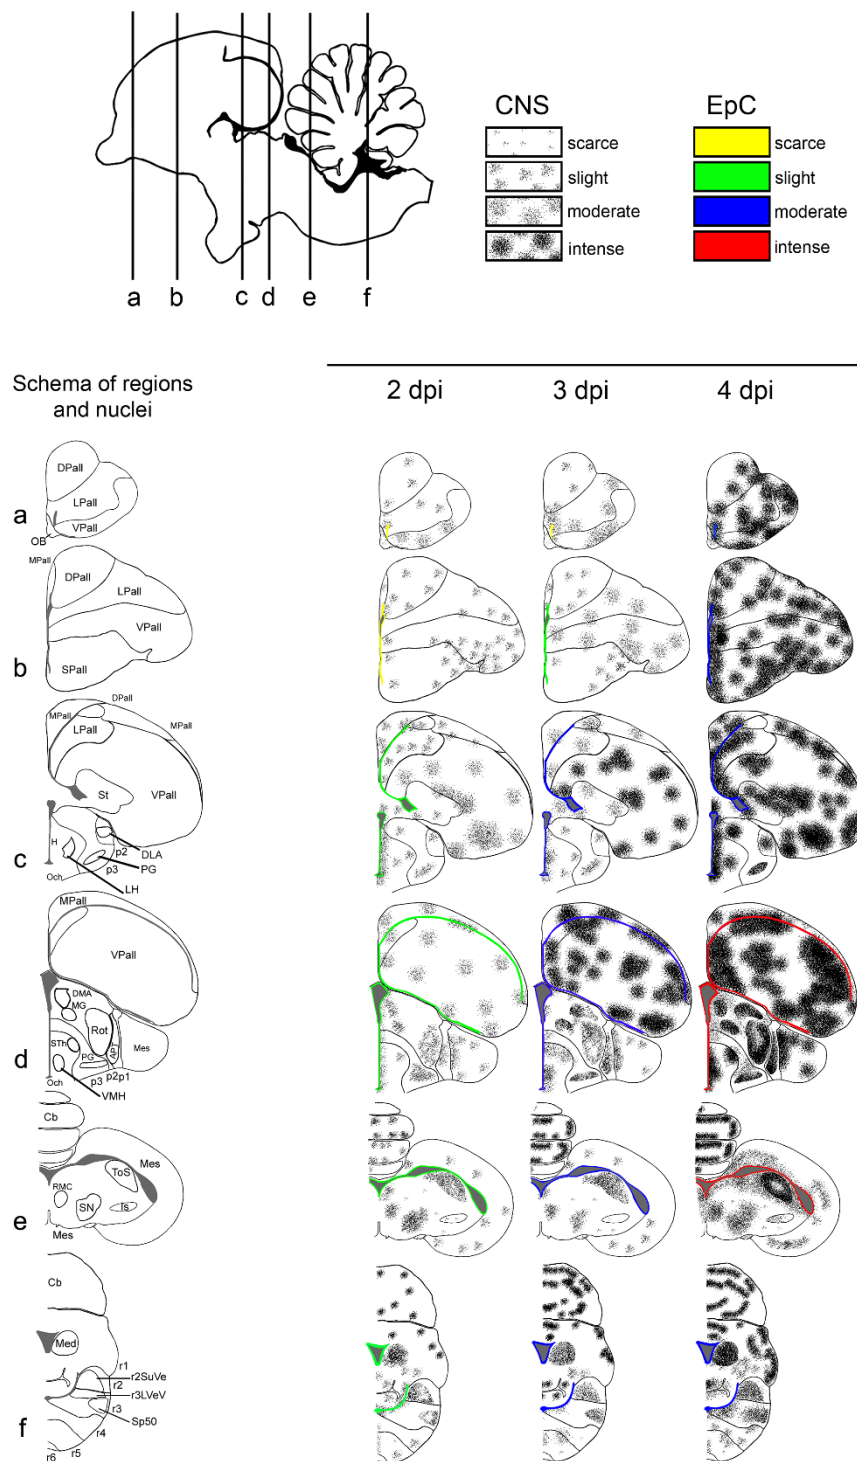 CNS
EpC
scarce
scarce
slight
slight
moderate
moderate
intense
intense
a b c d e f
Schema of regions
and nuclei
2 dpi
3 dpi
4 dpi
DPall
LPall
VPall
a
OB
MPall
DPall
LPall
VPall
SPall
b
DPall
MPall
MPall
LPall
St
VPall
H
p2
DLA
PG
p3
c
Och
LH
MPall
VPall
DMA
MG
Rot
STh
PG
APT
Mes
d
p3
p2p1
Och
VMH
Cb
Mes
ToS
RMC
SN
Is
e
Mes
Cb
Med
r1
r2SuVe
r2
r3LVeV
r3
Sp50
r4
f
r5
r6